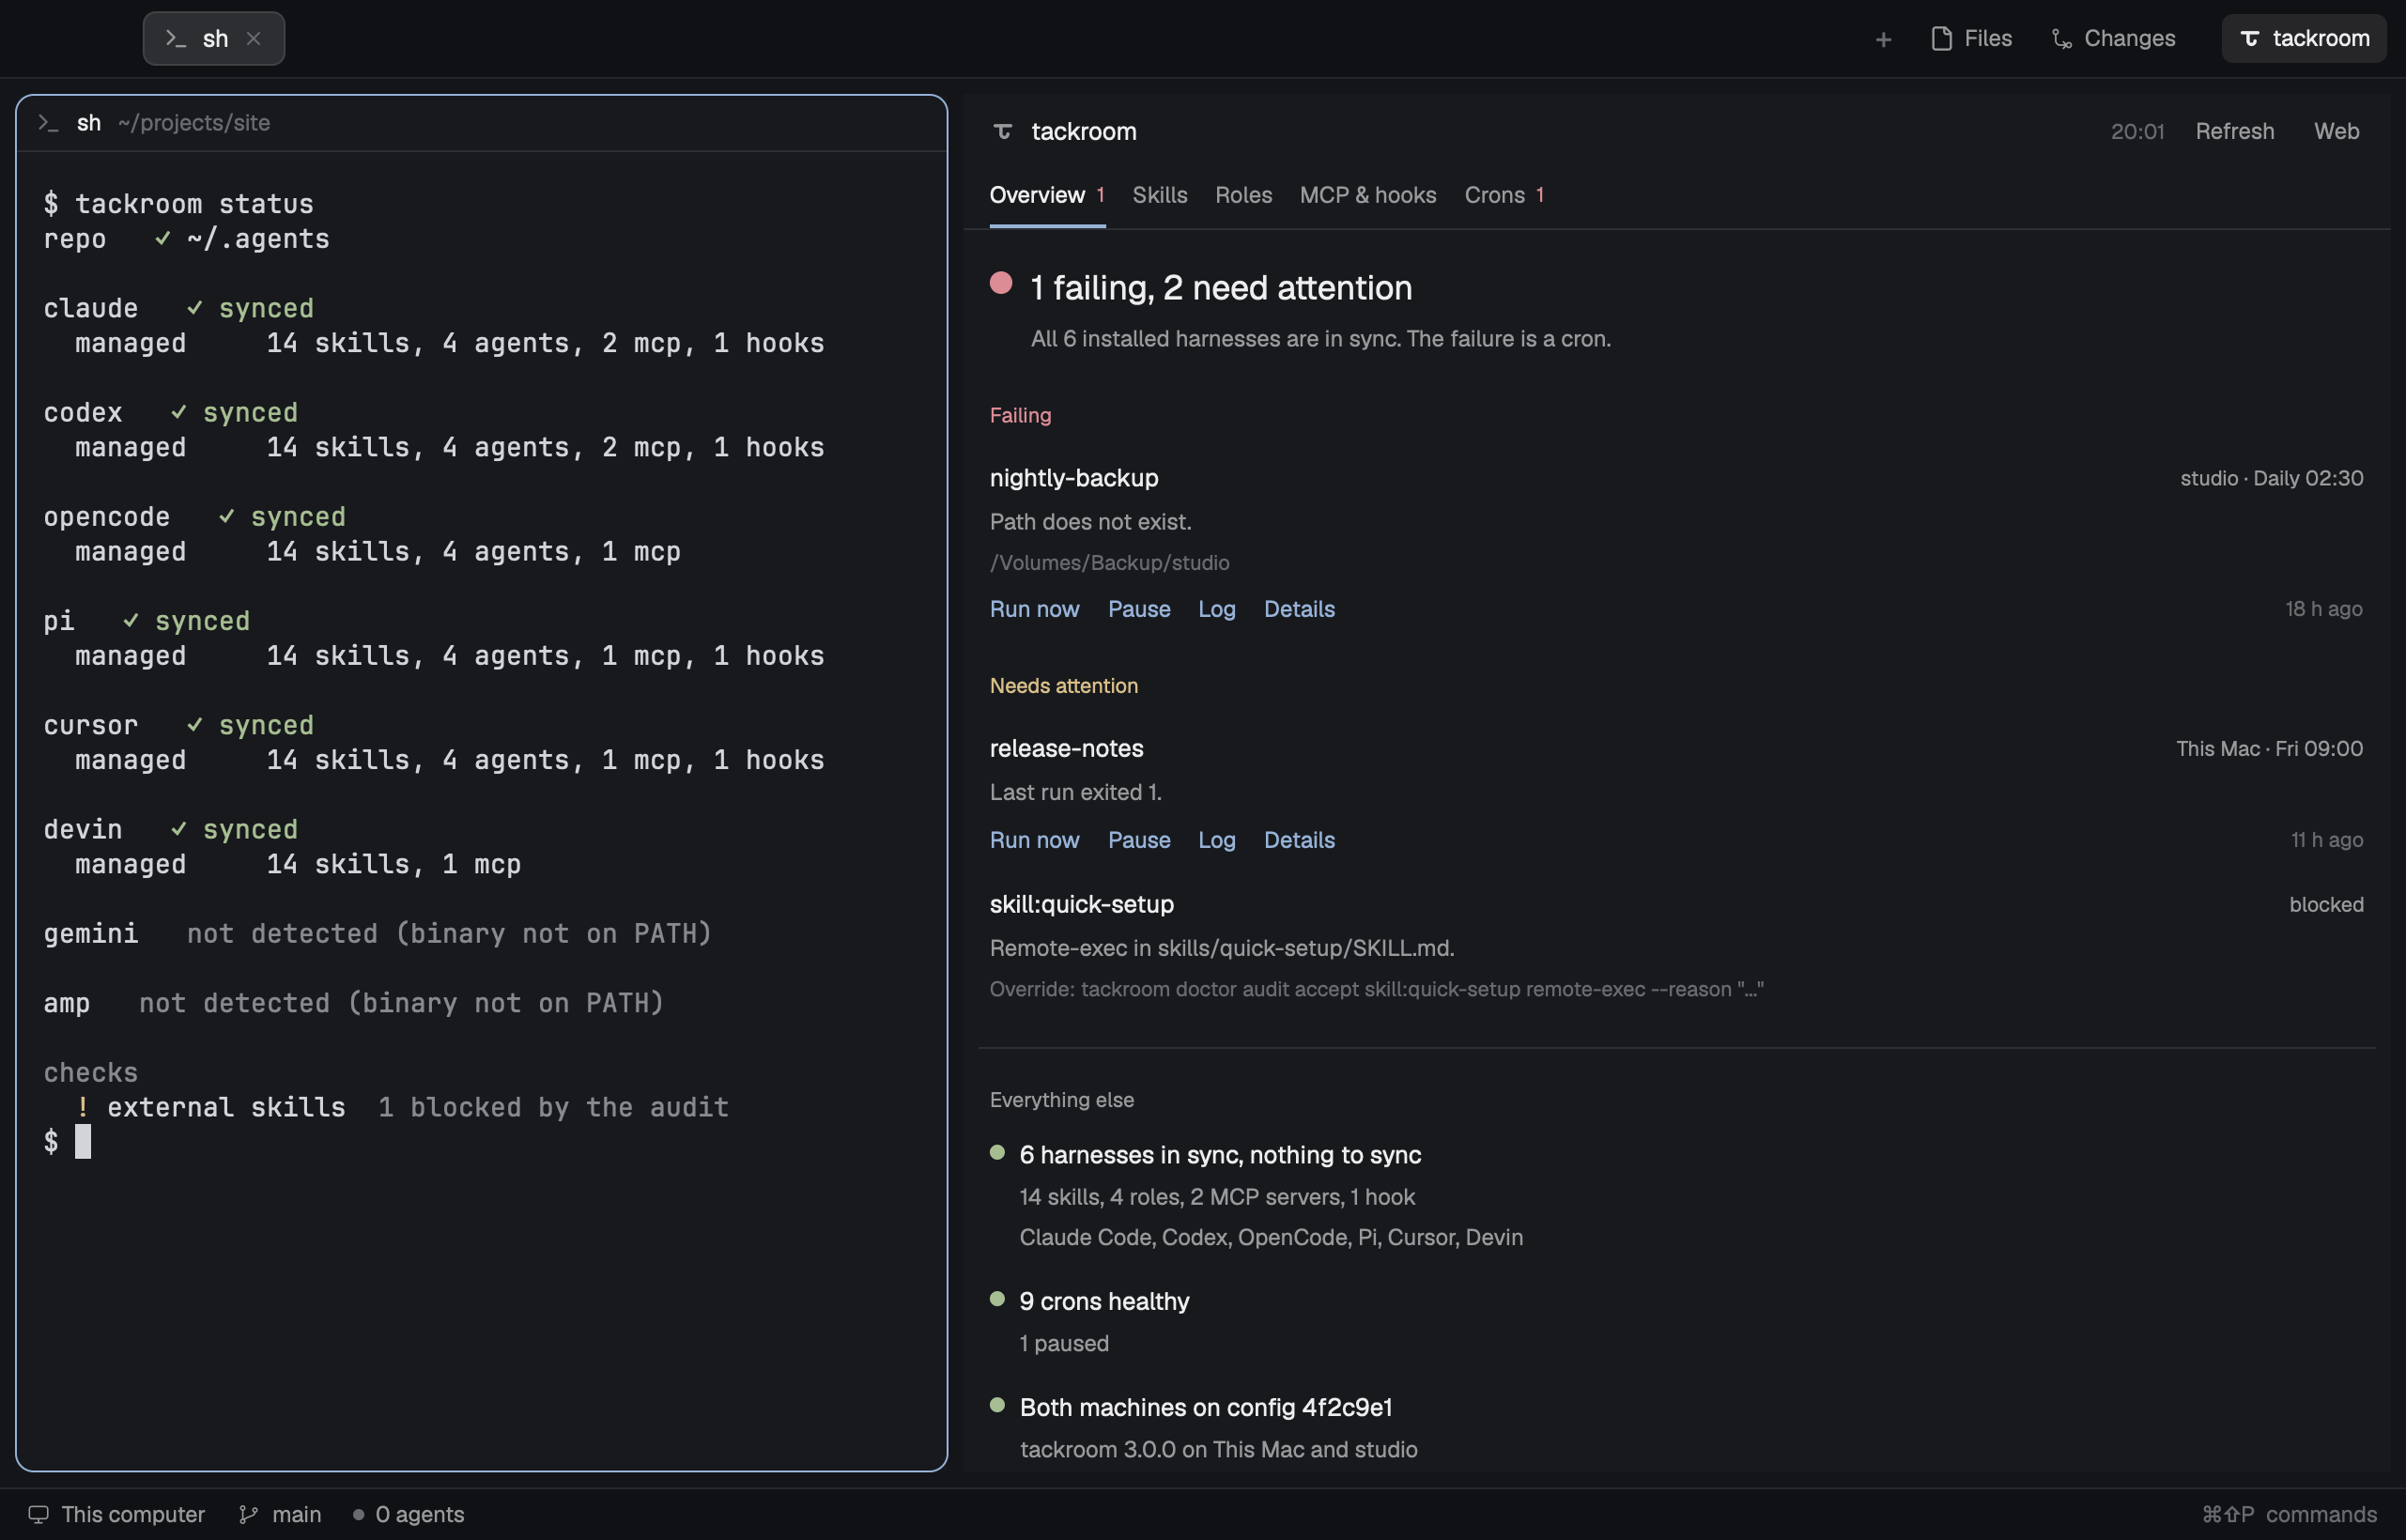 sh
Files
Changes
tackroom
sh ~/projects/site
$ tackroom status
repo ✓ ~/.agents
claude ✓ synced
managed 14 skills, 4 agents, 2 mcp, 1 hooks
codex ✓ synced
managed 14 skills, 4 agents, 2 mcp, 1 hooks
opencode ✓ synced
managed 14 skills, 4 agents, 1 mcp
pi ✓ synced
managed 14 skills, 4 agents, 1 mcp, 1 hooks
cursor ✓ synced
managed 14 skills, 4 agents, 1 mcp, 1 hooks
devin ✓ synced
managed 14 skills, 1 mcp
gemini not detected (binary not on PATH)
amp not detected (binary not on PATH)
checks
! external skills 1 blocked by the audit
$
tackroom
20:01 Refresh Web
Overview 1 Skills Roles MCP & hooks Crons 1
1 failing, 2 need attention
All 6 installed harnesses are in sync. The failure is a cron.
Failing
nightly-backup studio · Daily 02:30
Path does not exist.
/Volumes/Backup/studio
Run now Pause Log Details 18 h ago
Needs attention
release-notes This Mac · Fri 09:00
Last run exited 1.
Run now Pause Log Details 11 h ago
skill:quick-setup blocked
Remote-exec in skills/quick-setup/SKILL.md.
Override: tackroom doctor audit accept skill:quick-setup remote-exec --reason "…"
Everything else
6 harnesses in sync, nothing to sync
14 skills, 4 roles, 2 MCP servers, 1 hook
Claude Code, Codex, OpenCode, Pi, Cursor, Devin
9 crons healthy
1 paused
Both machines on config 4f2c9e1
tackroom 3.0.0 on This Mac and studio
This computer main 0 agents
⌘⇧P commands